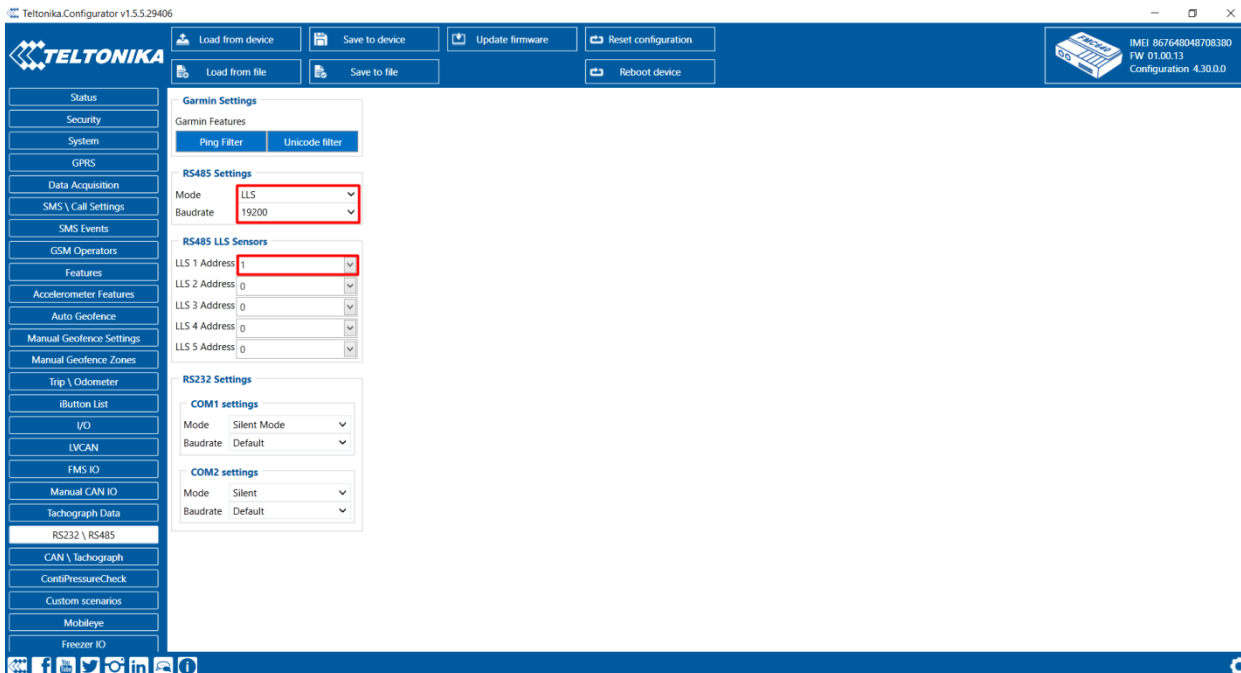 Teltonika.Configurator v1.5.5.29406
TELTONIKA
Load from device
Save to device
Update firmware
Reset configuration
Load from file
Save to file
Reboot device
FMC640
IMEI 867648048708380
FW 01.00.13
Configuration 4.30.0.0
Status
Security
System
GPRS
Data Acquisition
SMS \ Call Settings
SMS Events
GSM Operators
Features
Accelerometer Features
Auto Geofence
Manual Geofence Settings
Manual Geofence Zones
Trip \ Odometer
iButton List
I/O
LVCAN
FMS IO
Manual CAN IO
Tachograph Data
RS232 \ RS485
CAN \ Tachograph
ContiPressureCheck
Custom scenarios
Mobileye
Freezer IO
Garmin Settings
Garmin Features
Ping Filter
Unicode filter
RS485 Settings
Mode LLS
Baudrate 19200
RS485 LLS Sensors
LLS 1 Address 1
LLS 2 Address 0
LLS 3 Address 0
LLS 4 Address 0
LLS 5 Address 0
RS232 Settings
COM1 settings
Mode Silent Mode
Baudrate Default
COM2 settings
Mode Silent
Baudrate Default